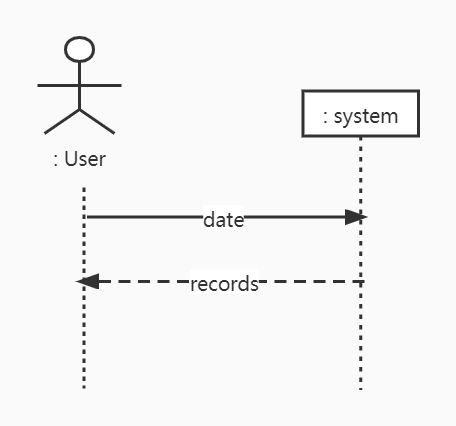 : User
: system
date
records